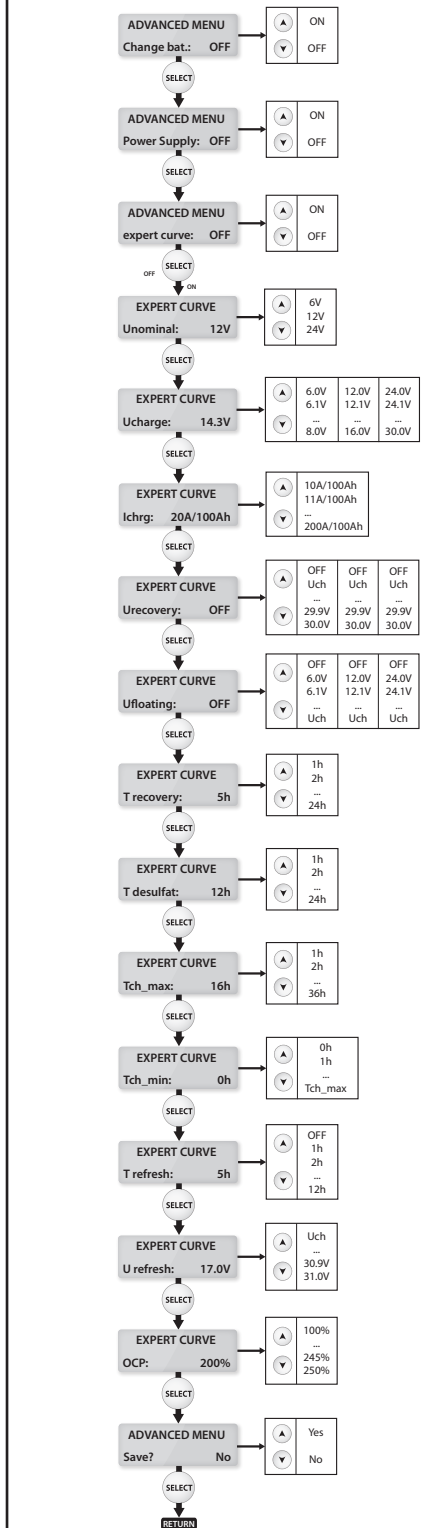 ADVANCED MENU
Change bat.: OFF
ON
OFF
SELECT
ADVANCED MENU
Power Supply: OFF
ON
OFF
SELECT
ADVANCED MENU
expert curve: OFF
ON
OFF
SELECT
OFF
ON
EXPERT CURVE
Unominal: 12V
6V
12V
24V
SELECT
EXPERT CURVE
Ucharge: 14.3V
6.0V 12.0V 24.0V
6.1V 12.1V 24.1V
... ... ...
8.0V 16.0V 30.0V
SELECT
EXPERT CURVE
Ichrg: 20A/100Ah
10A/100Ah
11A/100Ah
...
200A/100Ah
SELECT
EXPERT CURVE
Urecovery: OFF
OFF OFF OFF
Uch Uch Uch
... ... ...
29.9V 29.9V 29.9V
30.0V 30.0V 30.0V
SELECT
EXPERT CURVE
Ufloating: OFF
OFF OFF OFF
6.0V 12.0V 24.0V
6.1V 12.1V 24.1V
... ... ...
Uch Uch Uch
SELECT
EXPERT CURVE
T recovery: 5h
1h
2h
...
24h
SELECT
EXPERT CURVE
T desulfat: 12h
1h
2h
...
24h
SELECT
EXPERT CURVE
Tch_max: 16h
1h
2h
...
36h
SELECT
EXPERT CURVE
Tch_min: 0h
0h
1h
...
Tch_max
SELECT
EXPERT CURVE
T refresh: 5h
OFF
1h
2h
...
12h
SELECT
EXPERT CURVE
U refresh: 17.0V
Uch
...
30.9V
31.0V
SELECT
EXPERT CURVE
OCP: 200%
100%
...
245%
250%
SELECT
ADVANCED MENU
Save? No
Yes
No
SELECT
RETURN